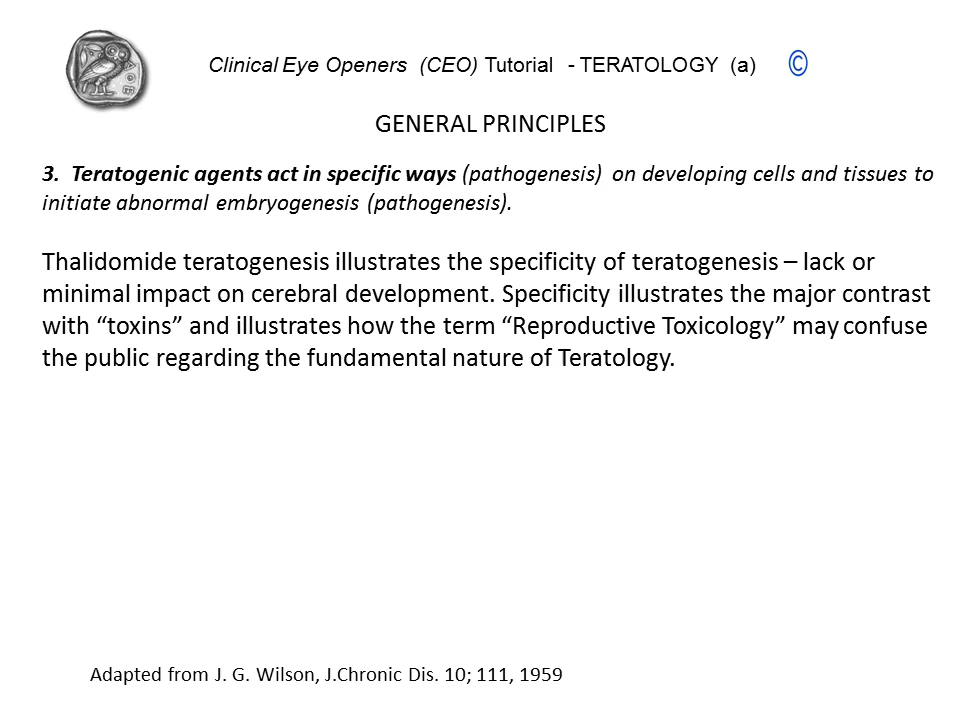 Clinical Eye Openers (CEO) Tutorial - TERATOLOGY (a) ©
ΑΘΕ
GENERAL PRINCIPLES
3. Teratogenic agents act in specific ways (pathogenesis) on developing cells and tissues to
initiate abnormal embryogenesis (pathogenesis).
Thalidomide teratogenesis illustrates the specificity of teratogenesis – lack or
minimal impact on cerebral development. Specificity illustrates the major contrast
with “toxins” and illustrates how the term “Reproductive Toxicology” may confuse
the public regarding the fundamental nature of Teratology.
Adapted from J. G. Wilson, J.Chronic Dis. 10; 111, 1959